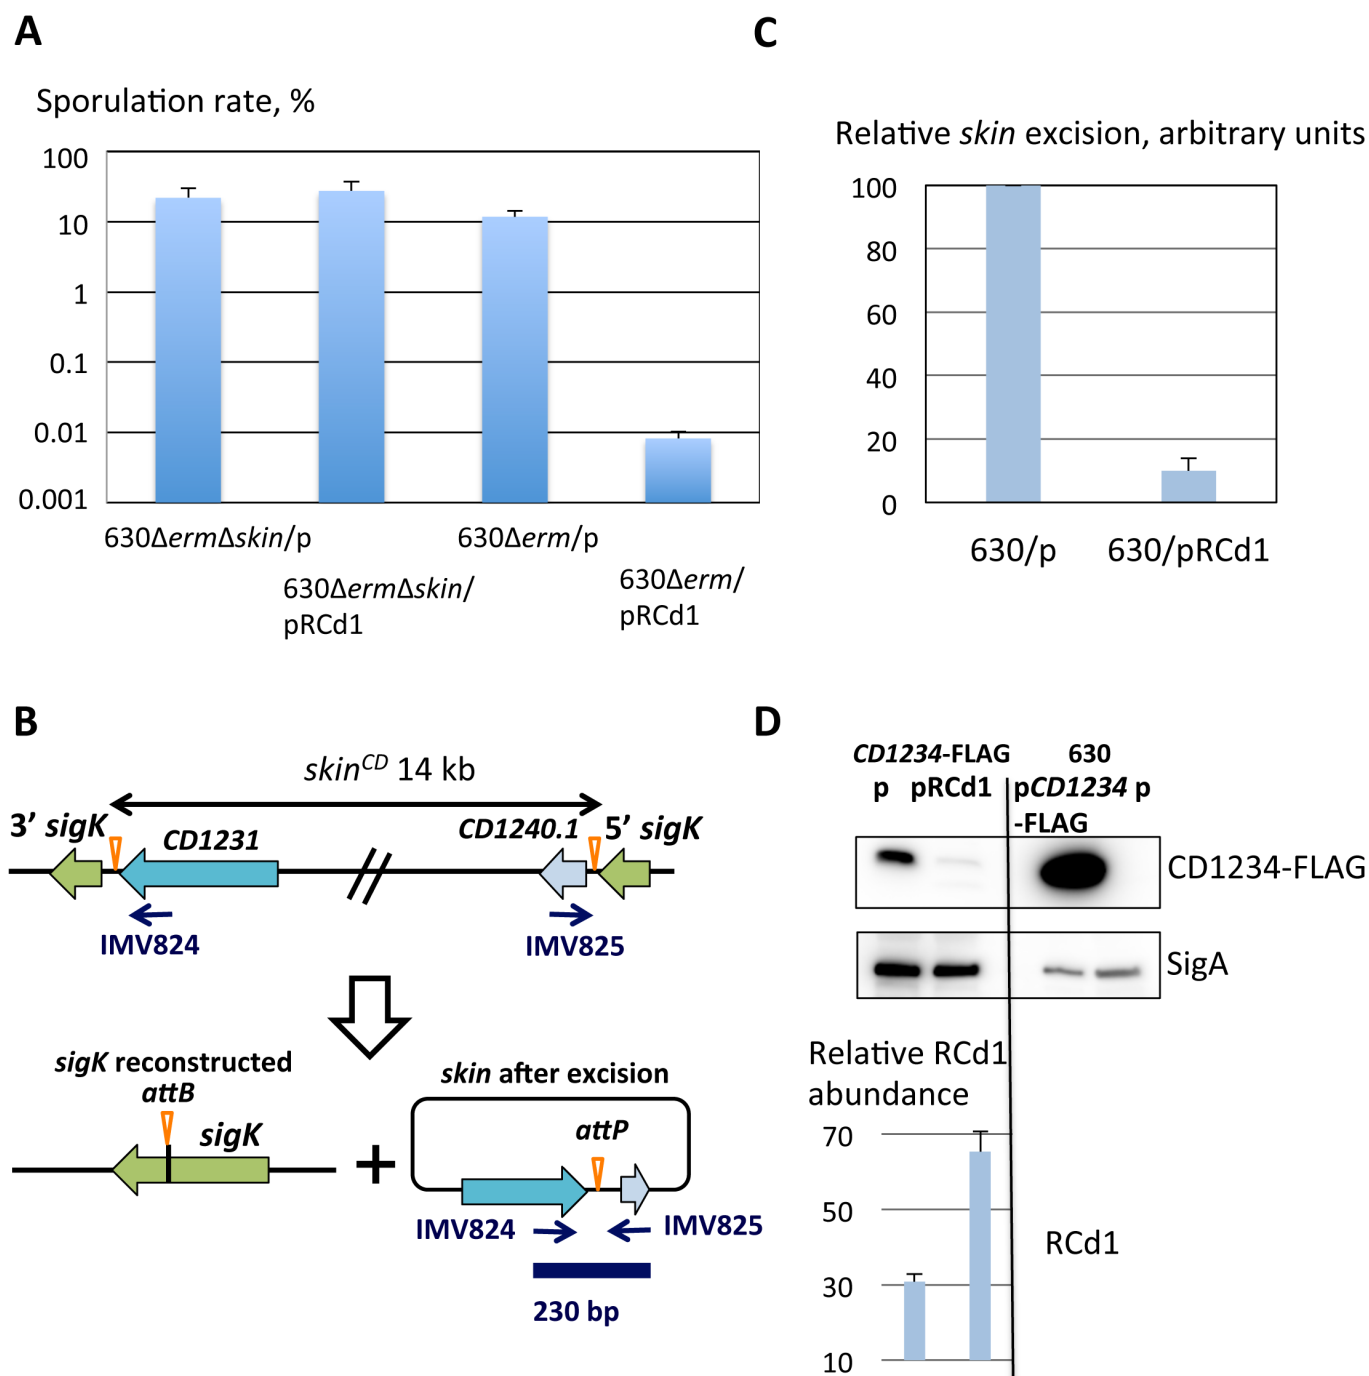 A
Sporulation rate, %
100
10
1
0.1
0.01
0.001
630ΔermΔskin/p
630ΔermΔskin/
pRCd1
630Δerm/p
630Δerm/
pRCd1
C
Relative skin excision, arbitrary units
100
80
60
40
20
0
630/p
630/pRCd1
B
skinCD 14 kb
3’ sigK
CD1231
CD1240.1
5’ sigK
IMV824
IMV825
sigK reconstructed
attB
sigK
+
skin after excision
attP
IMV824
IMV825
230 bp
D
CD1234-FLAG
p pRCd1
630
pCD1234 p
-FLAG
CD1234-FLAG
SigA
Relative RCd1
abundance
70
50
30
10
RCd1